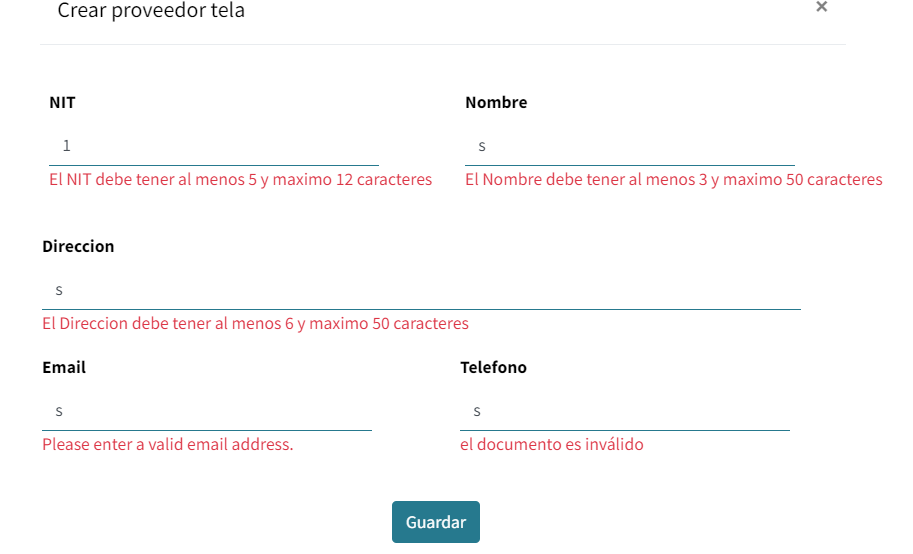 Crear proveedor tela
×
NIT
Nombre
1
s
El NIT debe tener al menos 5 y maximo 12 caracteres
El Nombre debe tener al menos 3 y maximo 50 caracteres
Direccion
s
El Direccion debe tener al menos 6 y maximo 50 caracteres
Email
Telefono
s
s
Please enter a valid email address.
el documento es inválido
Guardar